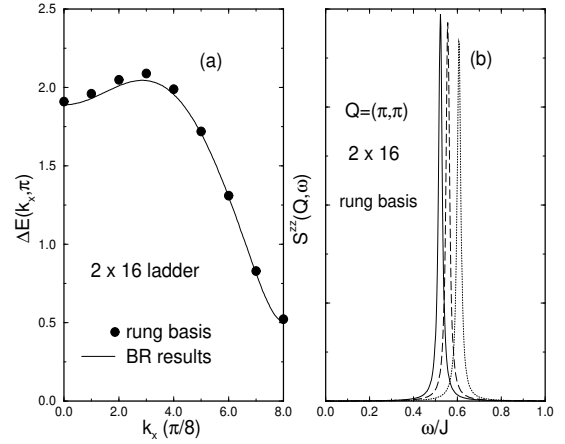 2.5
2.0
1.5
1.0
0.5
0.0
ΔE(kx,π)
(a)
2 x 16 ladder
rung basis
BR results
0.0 2.0 4.0 6.0 8.0
kx (π/8)
S^zz(Q,ω)
(b)
Q=(π,π)
2 x 16
rung basis
0.0 0.2 0.4 0.6 0.8 1.0
ω/J